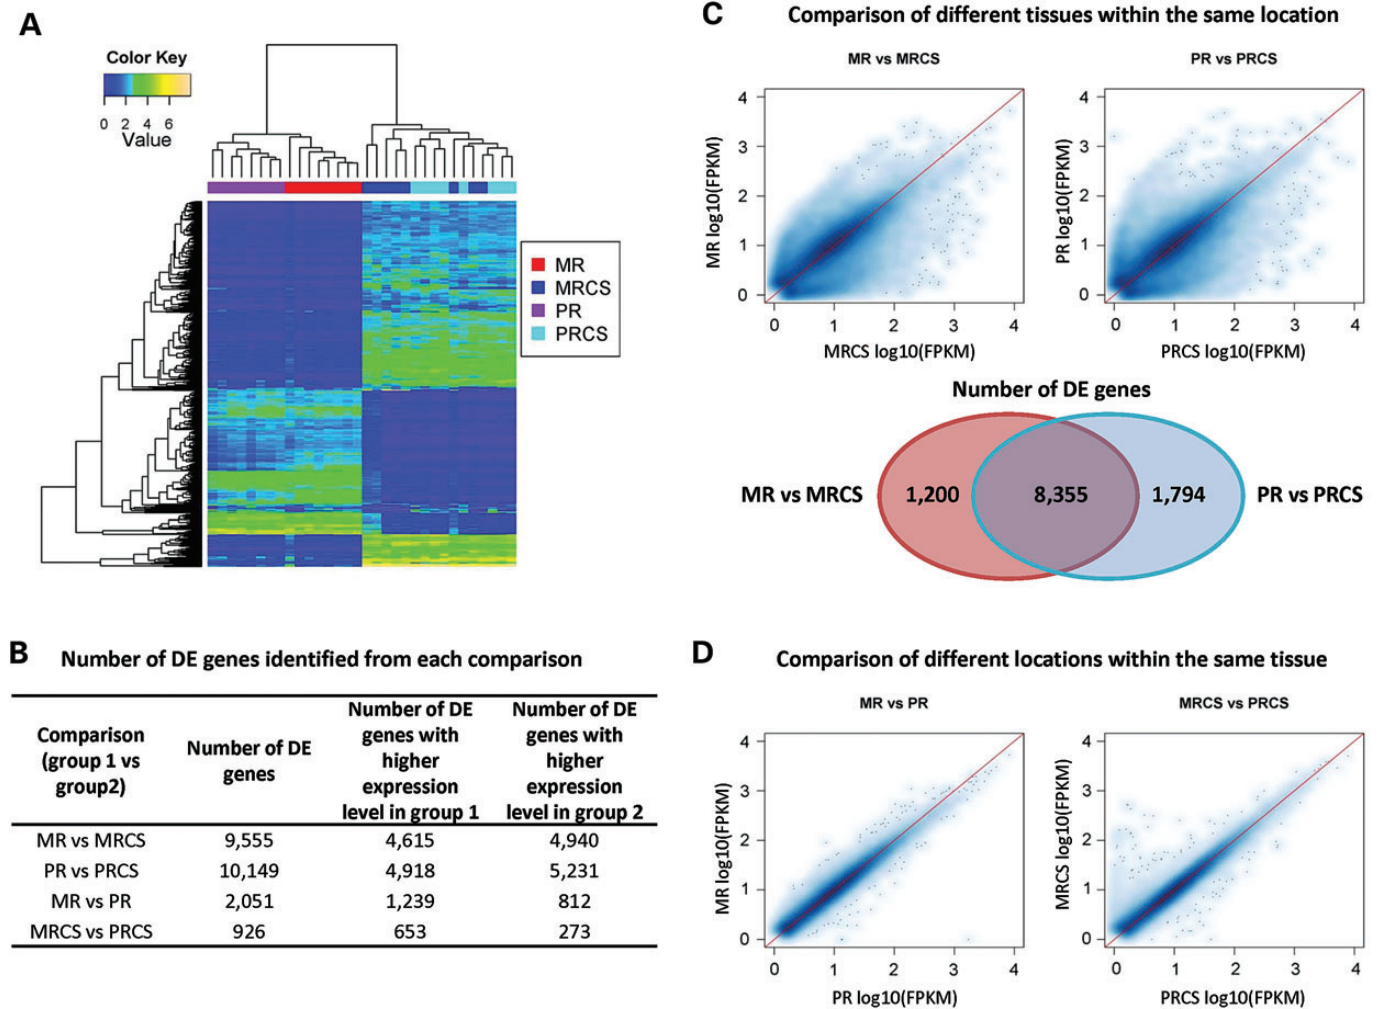 A
Color Key
0 2 4 6
Value
MR
MRCS
PR
PRCS
B
Number of DE genes identified from each comparison
Comparison
(group 1 vs
group2)
Number of DE
genes
Number of DE
genes with
higher
expression
level in group 1
Number of DE
genes with
higher
expression
level in group 2
MR vs MRCS 9,555 4,615 4,940
PR vs PRCS 10,149 4,918 5,231
MR vs PR 2,051 1,239 812
MRCS vs PRCS 926 653 273
C
Comparison of different tissues within the same location
MR vs MRCS
MR log10(FPKM)
4
3
2
1
0
0 1 2 3 4
MRCS log10(FPKM)
PR vs PRCS
PR log10(FPKM)
4
3
2
1
0
0 1 2 3 4
PRCS log10(FPKM)
Number of DE genes
MR vs MRCS 1,200 8,355 1,794 PR vs PRCS
D
Comparison of different locations within the same tissue
MR vs PR
MR log10(FPKM)
4
3
2
1
0
0 1 2 3 4
PR log10(FPKM)
MRCS vs PRCS
MRCS log10(FPKM)
4
3
2
1
0
0 1 2 3 4
PRCS log10(FPKM)